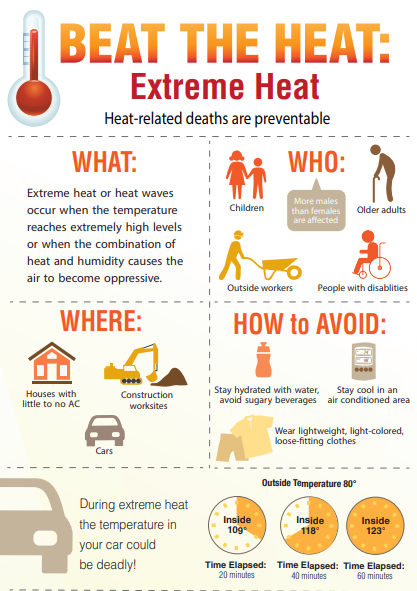 BEAT THE HEAT:
Extreme Heat
Heat-related deaths are preventable
WHAT:
Extreme heat or heat waves
occur when the temperature
reaches extremely high levels
or when the combination of
heat and humidity causes the
air to become oppressive.
WHO:
Children
More males
than females
are affected
Older adults
Outside workers
People with disablities
WHERE:
Houses with
little to no AC
Construction
worksites
Cars
HOW to AVOID:
Stay hydrated with water,
avoid sugary beverages
Stay cool in an
air conditioned area
Wear lightweight, light-colored,
loose-fitting clothes
During extreme heat
the temperature in
your car could
be deadly!
Outside Temperature 80°
Inside
109°
Time Elapsed:
20 minutes
Inside
118°
Time Elapsed:
40 minutes
Inside
123°
Time Elapsed:
60 minutes